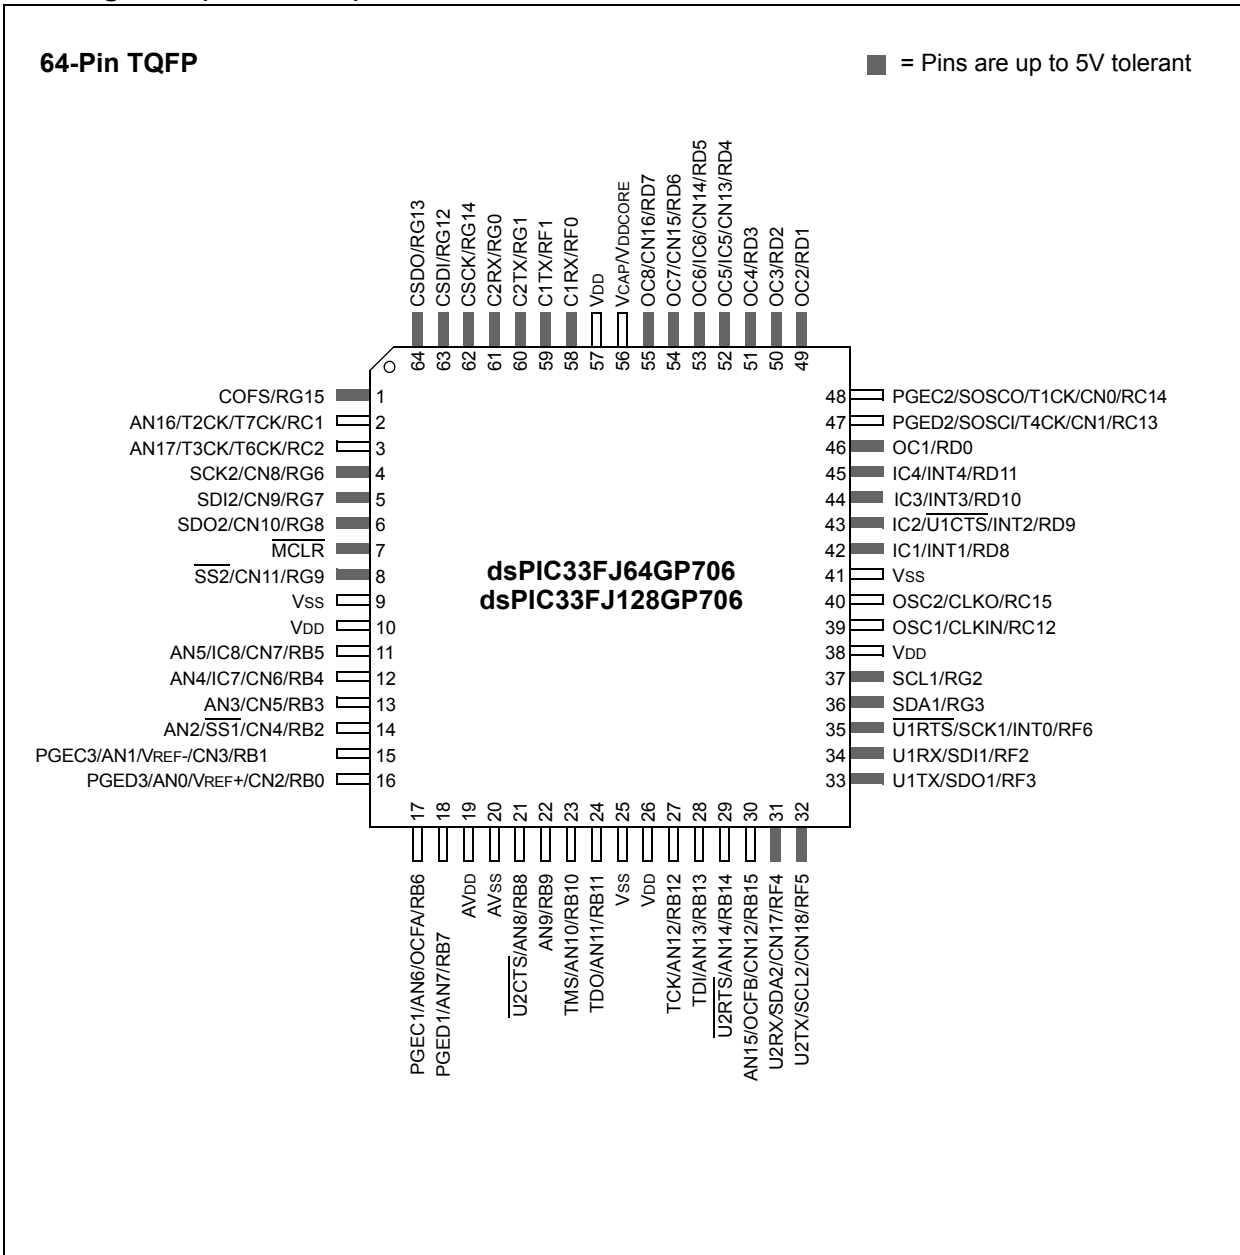 64-Pin TQFP
= Pins are up to 5V tolerant
CSDO/RG13
CSDI/RG12
CSCK/RG14
C2RX/RG0
C2TX/RG1
C1TX/RF1
C1RX/RF0
VDD
VCAP/VDDCORE
OC8/CN16/RD7
OC7/CN15/RD6
OC6/IC6/CN14/RD5
OC5/IC5/CN13/RD4
OC4/RD3
OC3/RD2
OC2/RD1
64
63
62
61
60
59
58
57
56
55
54
53
52
51
50
49
COFS/RG15 1
AN16/T2CK/T7CK/RC1 2
AN17/T3CK/T6CK/RC2 3
SCK2/CN8/RG6 4
SDI2/CN9/RG7 5
SDO2/CN10/RG8 6
MCLR 7
SS2/CN11/RG9 8
VSS 9
VDD 10
AN5/IC8/CN7/RB5 11
AN4/IC7/CN6/RB4 12
AN3/CN5/RB3 13
AN2/SS1/CN4/RB2 14
PGEC3/AN1/VREF-/CN3/RB1 15
PGED3/AN0/VREF+/CN2/RB0 16
dsPIC33FJ64GP706
dsPIC33FJ128GP706
48 PGEC2/SOSCO/T1CK/CN0/RC14
47 PGED2/SOSCI/T4CK/CN1/RC13
46 OC1/RD0
45 IC4/INT4/RD11
44 IC3/INT3/RD10
43 IC2/U1CTS/INT2/RD9
42 IC1/INT1/RD8
41 VSS
40 OSC2/CLKO/RC15
39 OSC1/CLKIN/RC12
38 VDD
37 SCL1/RG2
36 SDA1/RG3
35 U1RTS/SCK1/INT0/RF6
34 U1RX/SDI1/RF2
33 U1TX/SDO1/RF3
17
18
19
20
21
22
23
24
25
26
27
28
29
30
31
32
PGEC1/AN6/OCFA/RB6
PGED1/AN7/RB7
AVDD
AVSS
U2CTS/AN8/RB8
AN9/RB9
TMS/AN10/RB10
TDO/AN11/RB11
VSS
VDD
TCK/AN12/RB12
TDI/AN13/RB13
U2RTS/AN14/RB14
AN15/OCFB/CN12/RB15
U2RX/SDA2/CN17/RF4
U2TX/SCL2/CN18/RF5